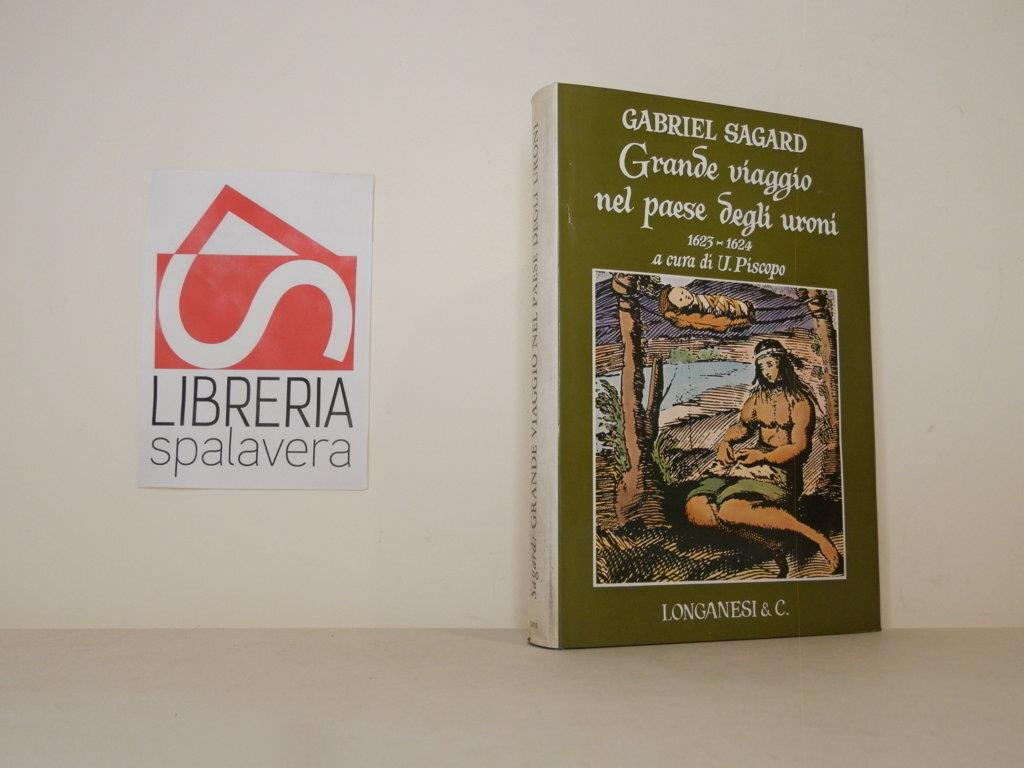 LIBRERIA
spalavera
Sagard: GRANDE VIAGGIO NEL PAESE DEGLI URONI
GABRIEL SAGARD
Grande viaggio
nel paese degli uroni
1623 - 1624
a cura di U. Piscopo
LONGANESI & C.